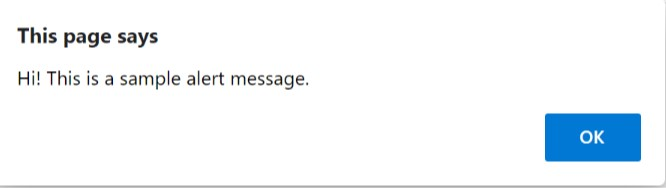 This page says
Hi! This is a sample alert message.
OK